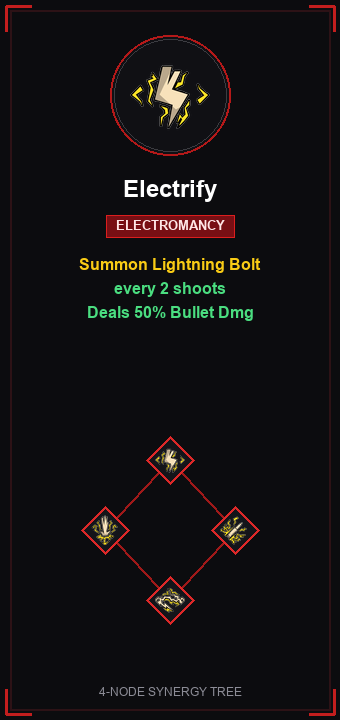 Electrify
ELECTROMANCY
Summon Lightning Bolt
every 2 shoots
Deals 50% Bullet Dmg
4-NODE SYNERGY TREE